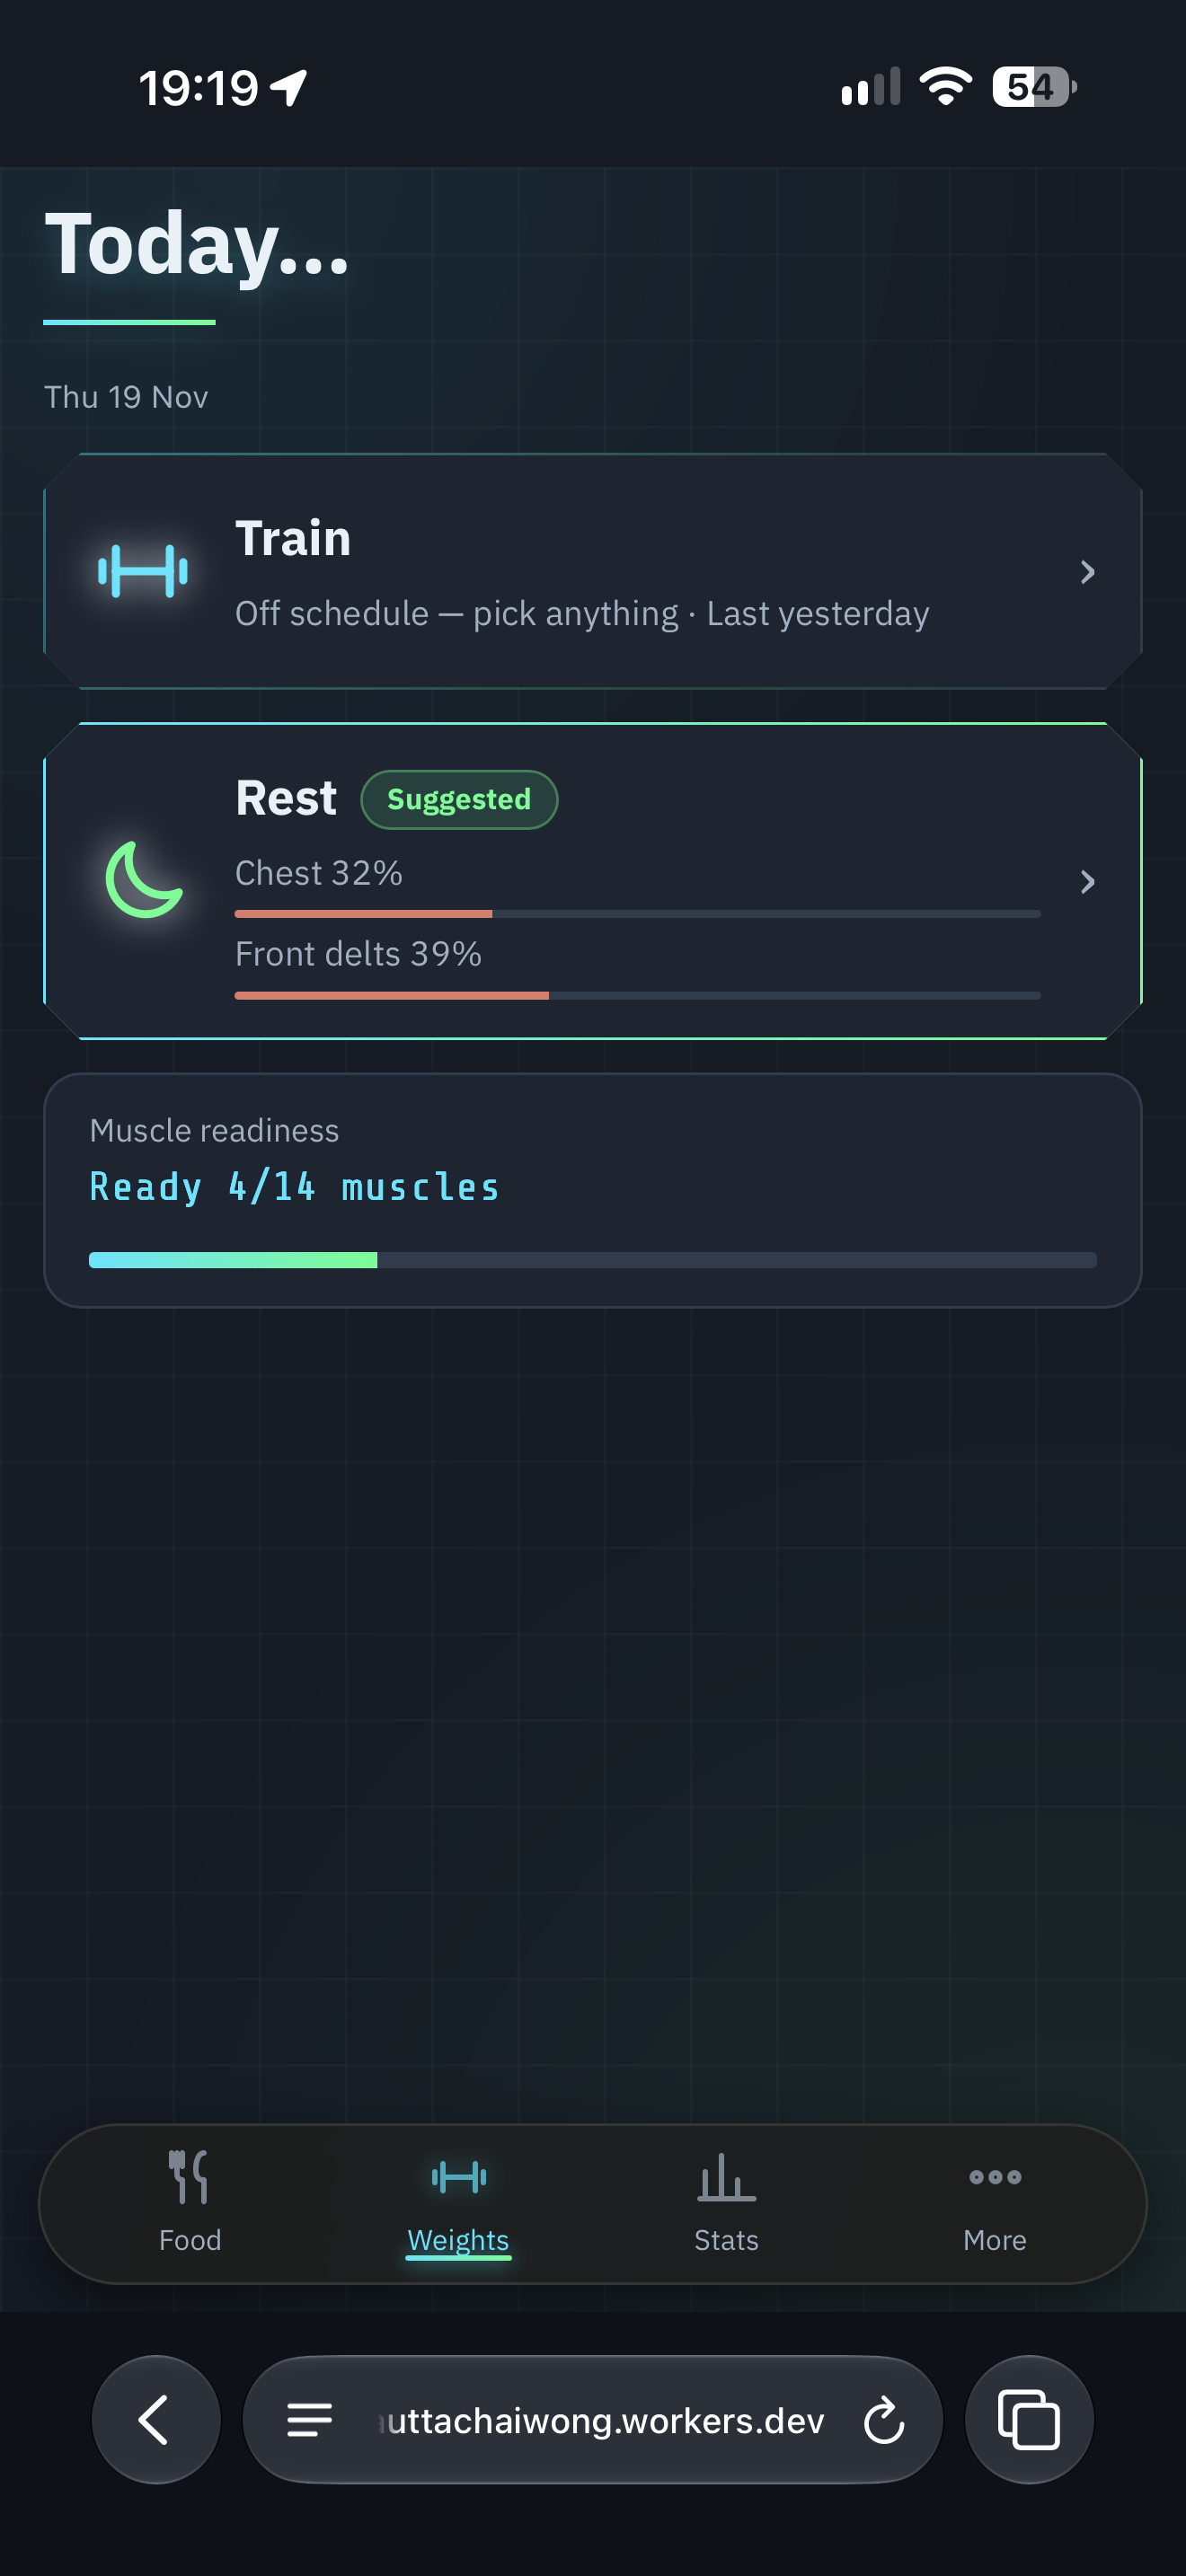 19:19
54
Today...
Thu 19 Nov
Train
Off schedule — pick anything · Last yesterday
Rest Suggested
Chest 32%
Front delts 39%
Muscle readiness
Ready 4/14 muscles
Food Weights Stats More
uttachaiwong.workers.dev